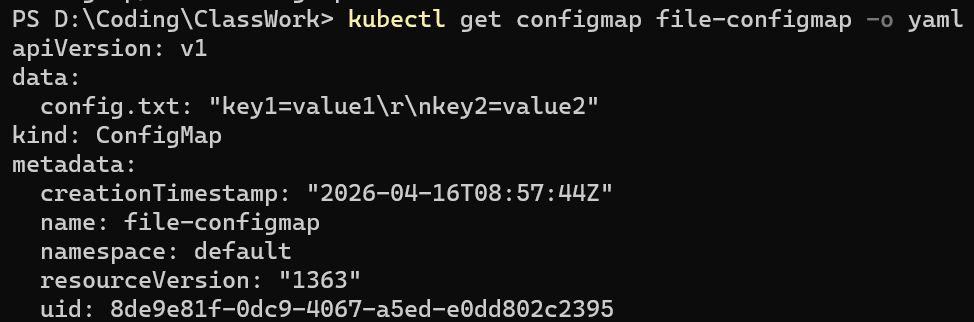 PS D:\Coding\ClassWork> kubectl get configmap file-configmap -o yaml
apiVersion: v1
data:
  config.txt: "key1=value1\r\nkey2=value2"
kind: ConfigMap
metadata:
  creationTimestamp: "2026-04-16T08:57:44Z"
  name: file-configmap
  namespace: default
  resourceVersion: "1363"
  uid: 8de9e81f-0dc9-4067-a5ed-e0dd802c2395